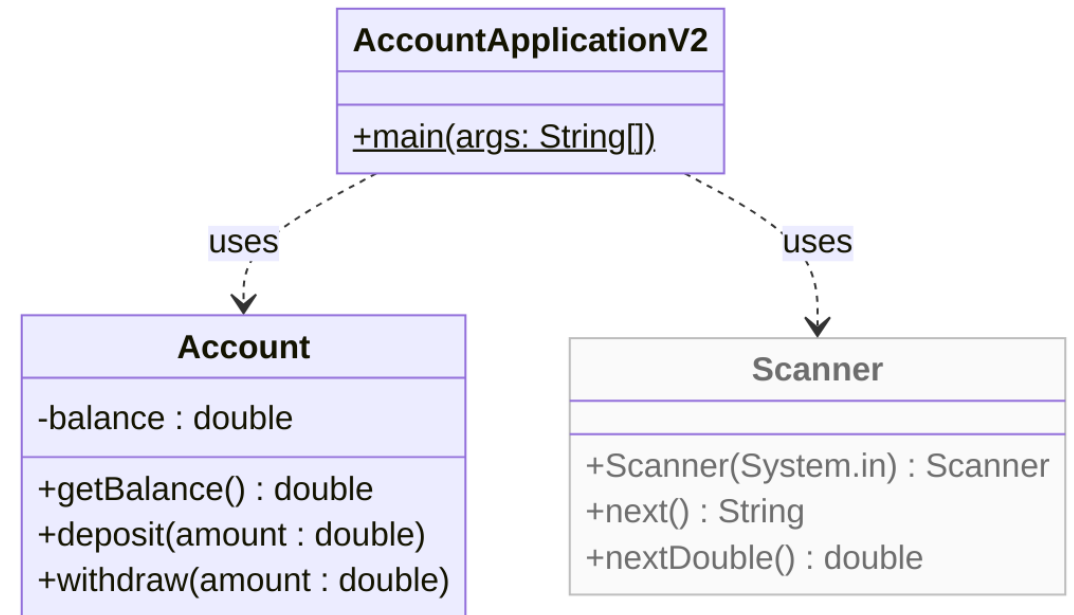 AccountApplicationV2
+main(args: String[])
uses
uses
Account
-balance : double
+getBalance() : double
+deposit(amount : double)
+withdraw(amount : double)
Scanner
+Scanner(System.in) : Scanner
+next() : String
+nextDouble() : double